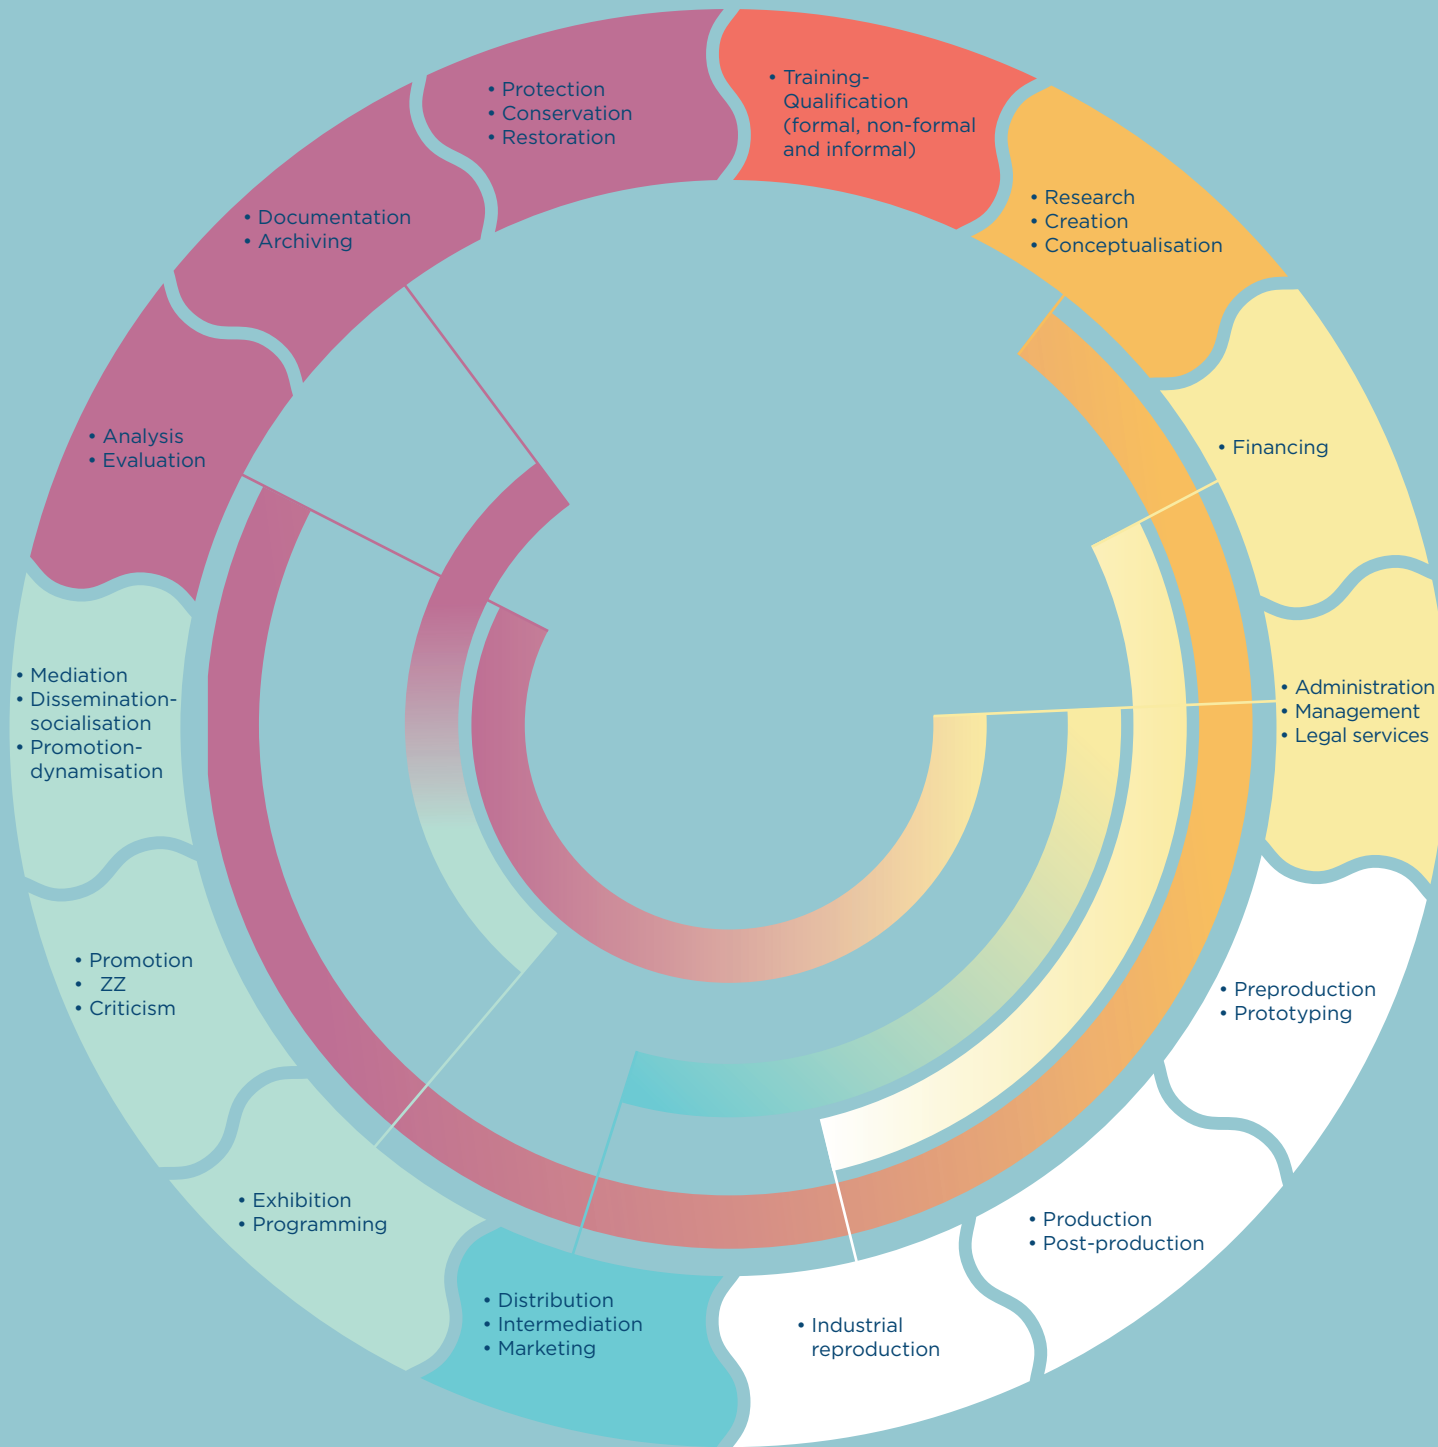 • Training-
Qualification
(formal, non-formal
and informal)
• Research
• Creation
• Conceptualisation
• Financing
• Administration
• Management
• Legal services
• Preproduction
• Prototyping
• Production
• Post-production
• Industrial
reproduction
• Distribution
• Intermediation
• Marketing
• Exhibition
• Programming
• Promotion
• ZZ
• Criticism
• Mediation
• Dissemination-
socialisation
• Promotion-
dynamisation
• Analysis
• Evaluation
• Documentation
• Archiving
• Protection
• Conservation
• Restoration